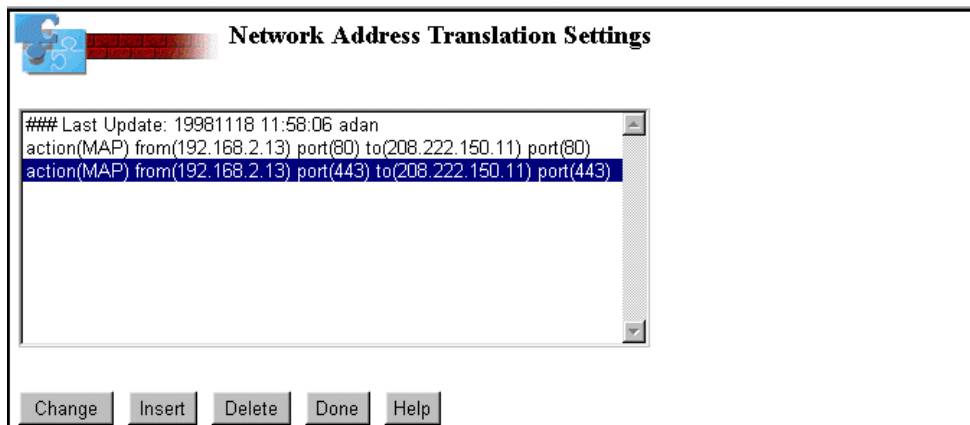 Network Address Translation Settings
### Last Update: 19981118 11:58:06 adan
action(MAP) from(192.168.2.13) port(80) to(208.222.150.11) port(80)
action(MAP) from(192.168.2.13) port(443) to(208.222.150.11) port(443)
Change Insert Delete Done Help